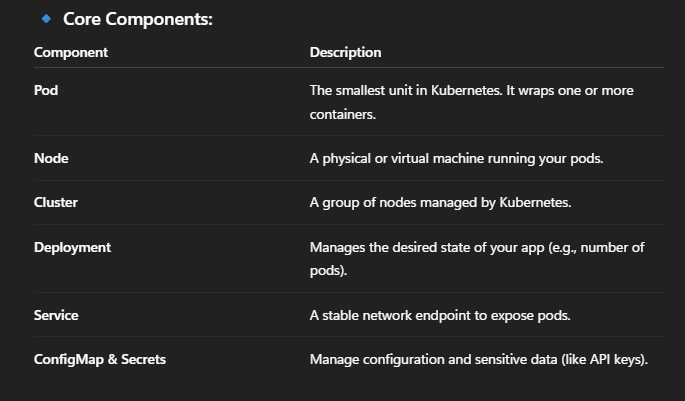 🔹 Core Components:
Component Description
Pod The smallest unit in Kubernetes. It wraps one or more
containers.
Node A physical or virtual machine running your pods.
Cluster A group of nodes managed by Kubernetes.
Deployment Manages the desired state of your app (e.g., number of
pods).
Service A stable network endpoint to expose pods.
ConfigMap & Secrets Manage configuration and sensitive data (like API keys).